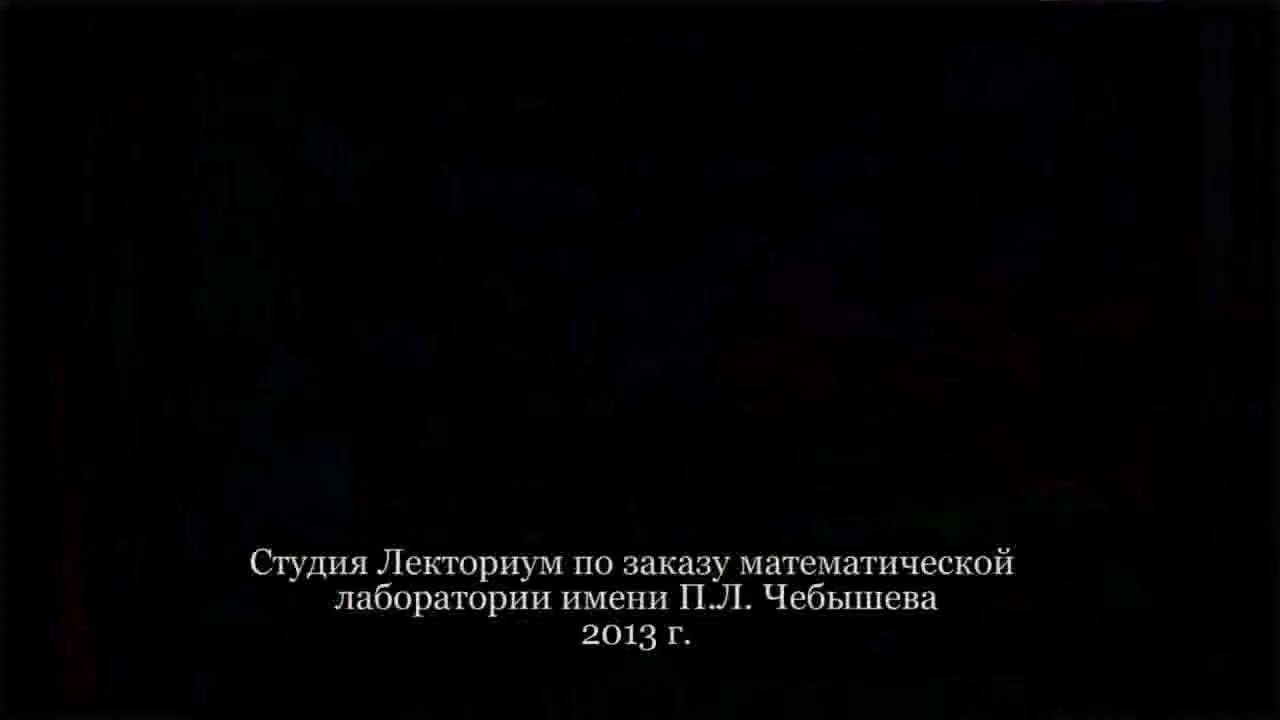 Студия Лекториум по заказу математической
лаборатории имени П.Л. Чебышева
2013 г.